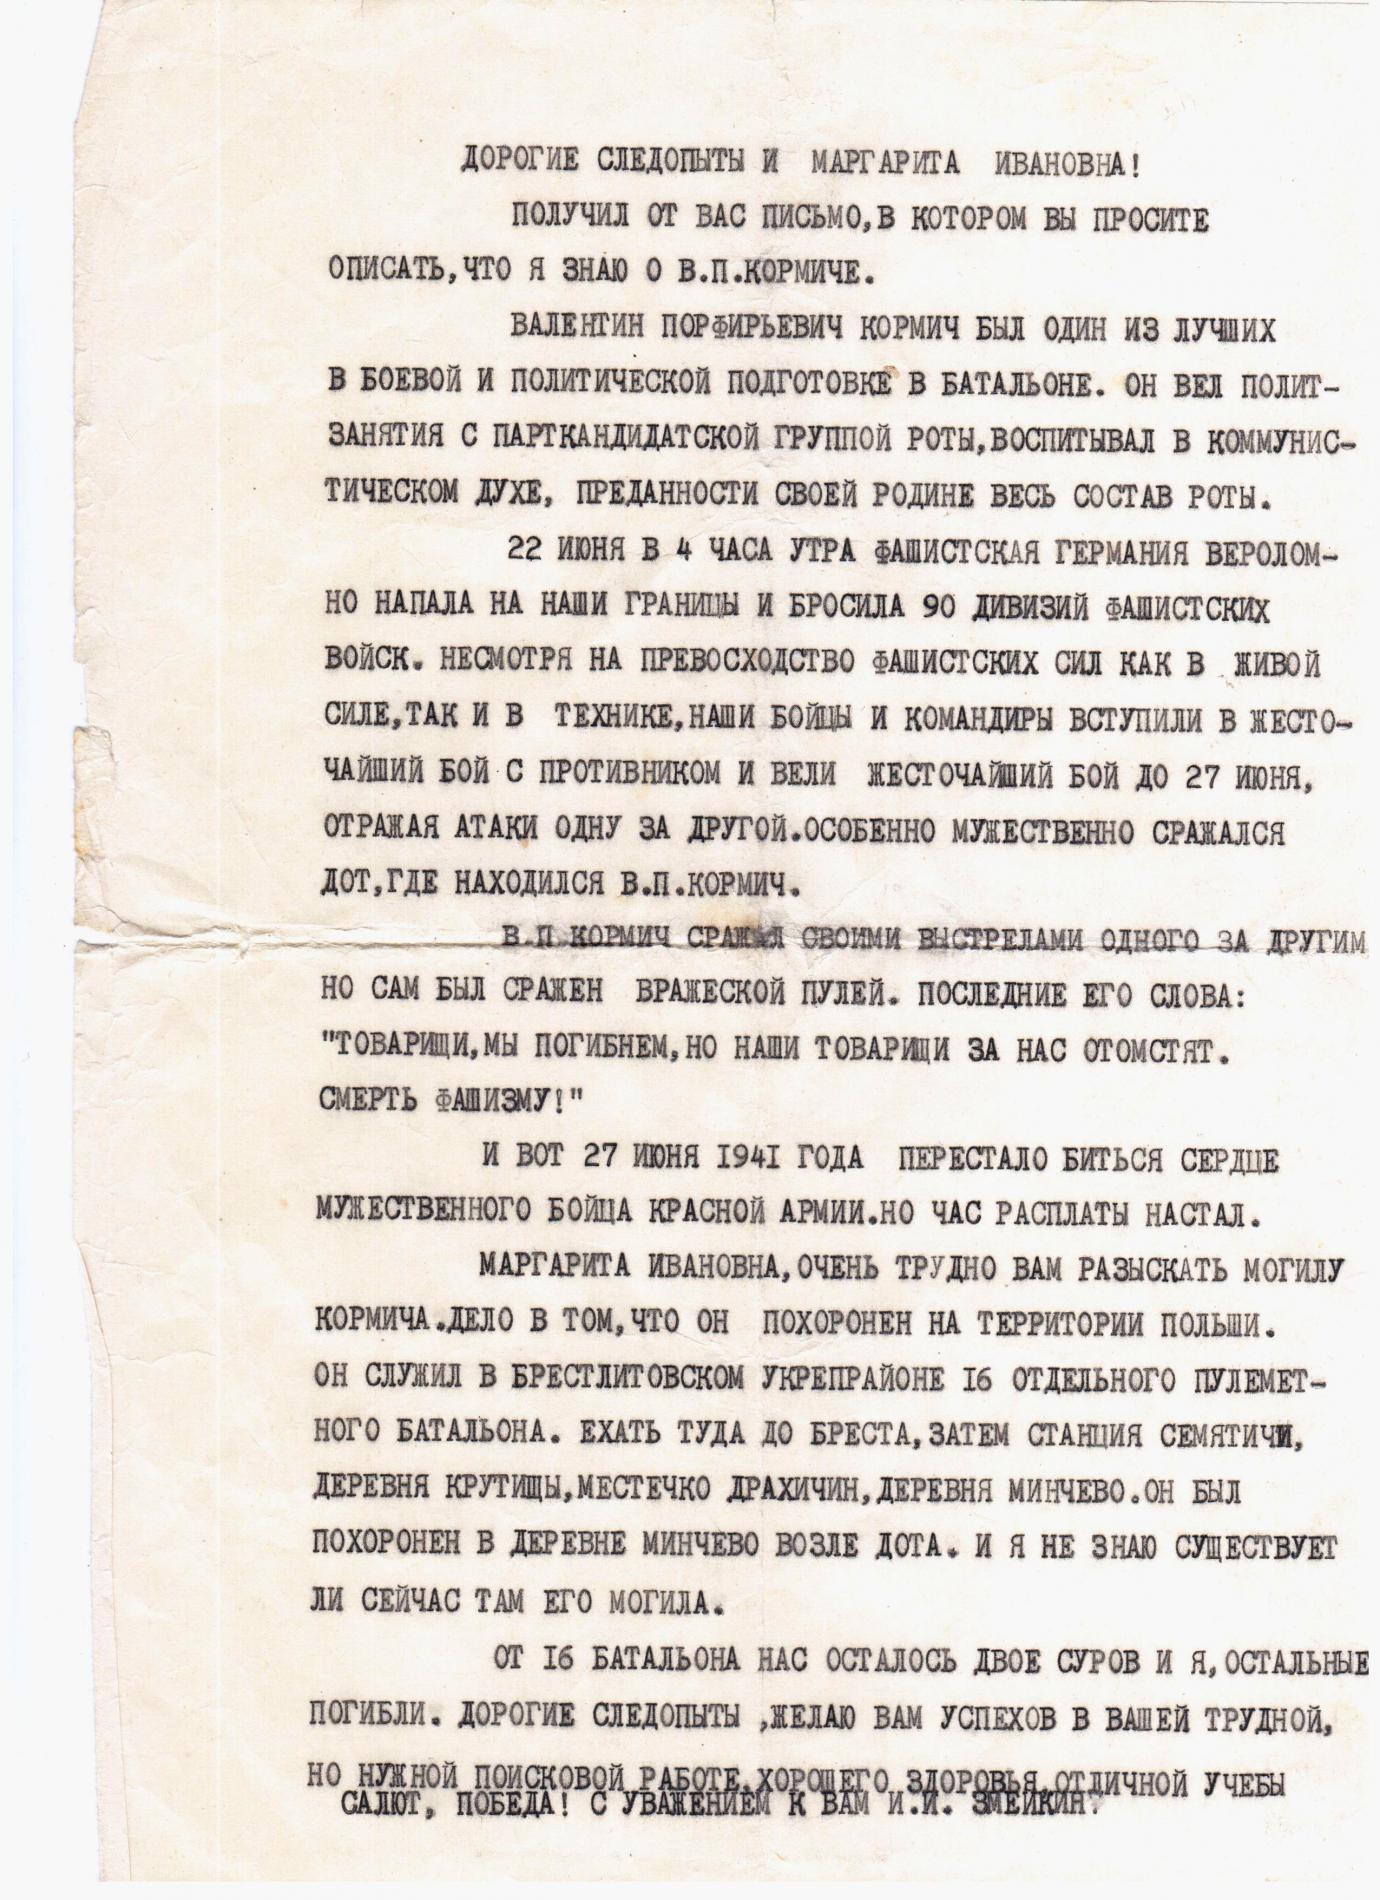 ДОРОГИЕ СЛЕДОПЫТЫ И МАРГАРИТА ИВАНОВНА!
ПОЛУЧИЛ ОТ ВАС ПИСЬМО,В КОТОРОМ ВЫ ПРОСИТЕ
ОПИСАТЬ,ЧТО Я ЗНАЮ О В.П.КОРМИЧЕ.
ВАЛЕНТИН ПОРФИРЬЕВИЧ КОРМИЧ БЫЛ ОДИН ИЗ ЛУЧШИХ
В БОЕВОЙ И ПОЛИТИЧЕСКОЙ ПОДГОТОВКЕ В БАТАЛЬОНЕ. ОН ВЕЛ ПОЛИТ-
ЗАНЯТИЯ С ПАРТКАНДИДАТСКОЙ ГРУППОЙ РОТЫ,ВОСПИТЫВАЛ В КОММУНИС-
ТИЧЕСКОМ ДУХЕ, ПРЕДАННОСТИ СВОЕЙ РОДИНЕ ВЕСЬ СОСТАВ РОТЫ.
22 ИЮНЯ В 4 ЧАСА УТРА ФАШИСТСКАЯ ГЕРМАНИЯ ВЕРОЛОМ-
НО НАПАЛА НА НАШИ ГРАНИЦЫ И БРОСИЛА 90 ДИВИЗИЙ ФАШИСТСКИХ
ВОЙСК. НЕСМОТРЯ НА ПРЕВОСХОДСТВО ФАШИСТСКИХ СИЛ КАК В ЖИВОЙ
СИЛЕ,ТАК И В ТЕХНИКЕ,НАШИ БОЙЦЫ И КОМАНДИРЫ ВСТУПИЛИ В ЖЕСТО-
ЧАЙШИЙ БОЙ С ПРОТИВНИКОМ И ВЕЛИ ЖЕСТОЧАЙШИЙ БОЙ ДО 27 ИЮНЯ,
ОТРАЖАЯ АТАКИ ОДНУ ЗА ДРУГОЙ.ОСОБЕННО МУЖЕСТВЕННО СРАЖАЛСЯ
ДОТ,ГДЕ НАХОДИЛСЯ В.П.КОРМИЧ.
В.П.КОРМИЧ СРАЖАЛ СВОИМИ ВЫСТРЕЛАМИ ОДНОГО ЗА ДРУГИМ
НО САМ БЫЛ СРАЖЕН ВРАЖЕСКОЙ ПУЛЕЙ. ПОСЛЕДНИЕ ЕГО СЛОВА:
"ТОВАРИЩИ,МЫ ПОГИБНЕМ,НО НАШИ ТОВАРИЩИ ЗА НАС ОТОМСТЯТ.
СМЕРТЬ ФАШИЗМУ!"
И ВОТ 27 ИЮНЯ I94I ГОДА ПЕРЕСТАЛО БИТЬСЯ СЕРДЦЕ
МУЖЕСТВЕННОГО БОЙЦА КРАСНОЙ АРМИИ.НО ЧАС РАСПЛАТЫ НАСТАЛ.
МАРГАРИТА ИВАНОВНА,ОЧЕНЬ ТРУДНО ВАМ РАЗЫСКАТЬ МОГИЛУ
КОРМИЧА.ДЕЛО В ТОМ,ЧТО ОН ПОХОРОНЕН НА ТЕРРИТОРИИ ПОЛЬШИ.
ОН СЛУЖИЛ В БРЕСТЛИТОВСКОМ УКРЕПРАЙОНЕ I6 ОТДЕЛЬНОГО ПУЛЕМЕТ-
НОГО БАТАЛЬОНА. ЕХАТЬ ТУДА ДО БРЕСТА,ЗАТЕМ СТАНЦИЯ СЕМЯТИЧИ,
ДЕРЕВНЯ КРУТИЦЫ,МЕСТЕЧКО ДРАХИЧИН,ДЕРЕВНЯ МИНЧЕВО.ОН БЫЛ
ПОХОРОНЕН В ДЕРЕВНЕ МИНЧЕВО ВОЗЛЕ ДОТА. И Я НЕ ЗНАЮ СУЩЕСТВУЕТ
ЛИ СЕЙЧАС ТАМ ЕГО МОГИЛА.
ОТ I6 БАТАЛЬОНА НАС ОСТАЛОСЬ ДВОЕ СУРОВ И Я,ОСТАЛЬНЫЕ
ПОГИБЛИ. ДОРОГИЕ СЛЕДОПЫТЫ ,ЖЕЛАЮ ВАМ УСПЕХОВ В ВАШЕЙ ТРУДНОЙ,
НО НУЖНОЙ ПОИСКОВОЙ РАБОТЕ,ХОРОШЕГО ЗДОРОВЬЯ,ОТЛИЧНОЙ УЧЕБЫ
САЛЮТ, ПОБЕДА! С УВАЖЕНИЕМ К ВАМ И.И. ЗМЕЙКИН.